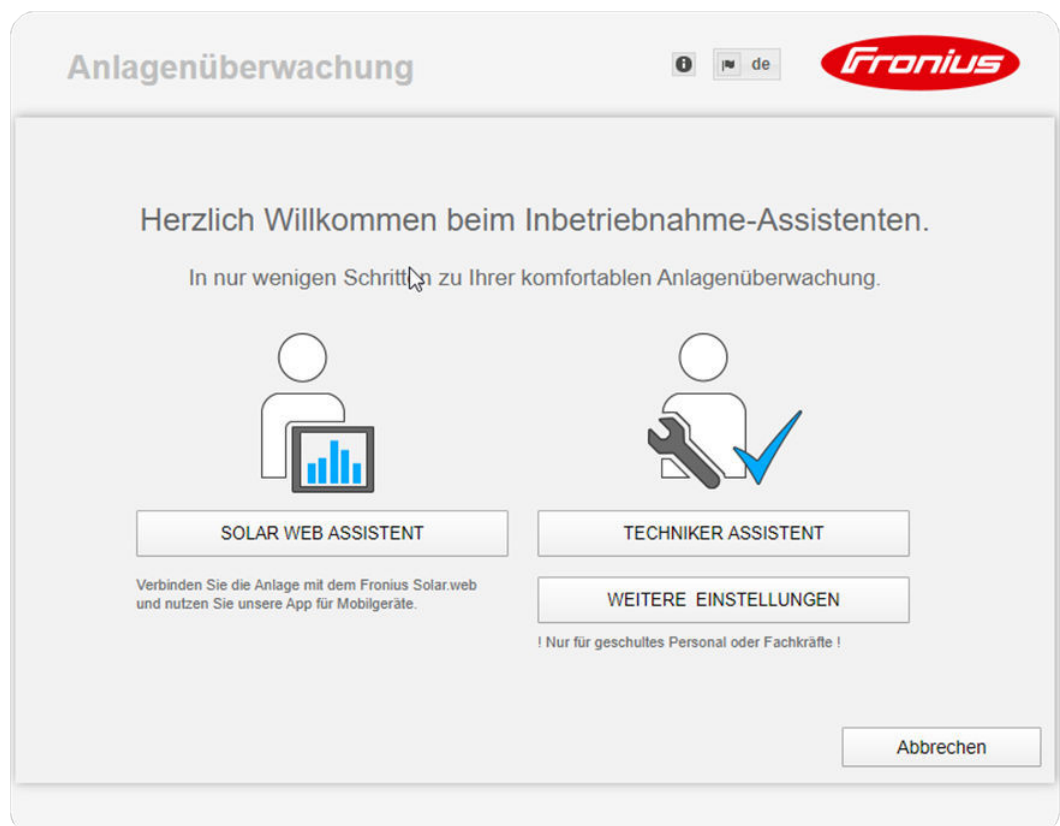 Anlagenüberwachung
de
Fronius
Herzlich Willkommen beim Inbetriebnahme-Assistenten.
In nur wenigen Schritten zu Ihrer komfortablen Anlagenüberwachung.
SOLAR WEB ASSISTENT
Verbinden Sie die Anlage mit dem Fronius Solar.web
und nutzen Sie unsere App für Mobilgeräte.
TECHNIKER ASSISTENT
WEITERE EINSTELLUNGEN
! Nur für geschultes Personal oder Fachkräfte !
Abbrechen